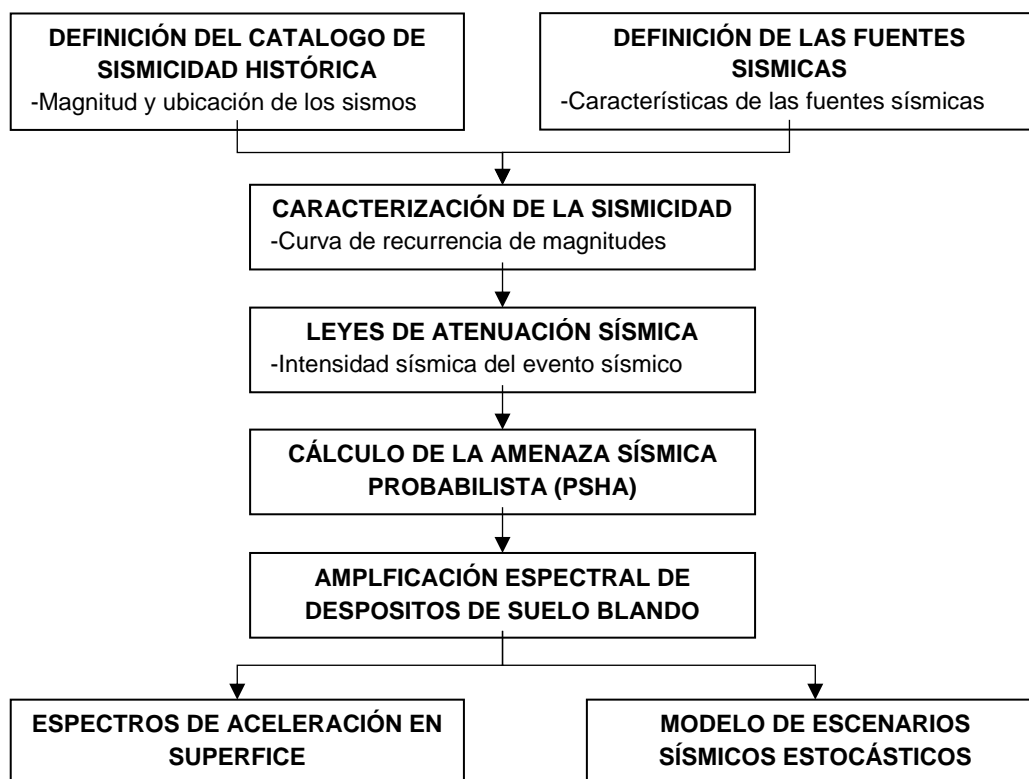 DEFINICIÓN DEL CATALOGO DE
SISMICIDAD HISTÓRICA
-Magnitud y ubicación de los sismos
DEFINICIÓN DE LAS FUENTES
SISMICAS
-Características de las fuentes sísmicas
CARACTERIZACIÓN DE LA SISMICIDAD
-Curva de recurrencia de magnitudes
LEYES DE ATENUACIÓN SÍSMICA
-Intensidad sísmica del evento sísmico
CÁLCULO DE LA AMENAZA SÍSMICA
PROBABILISTA (PSHA)
AMPLFICACIÓN ESPECTRAL DE
DESPOSITOS DE SUELO BLANDO
ESPECTROS DE ACELERACIÓN EN
SUPERFICE
MODELO DE ESCENARIOS
SÍSMICOS ESTOCÁSTICOS